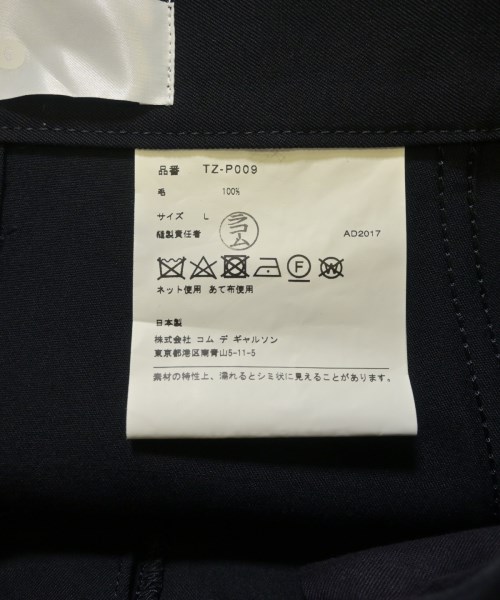 品番 TZ-P009
毛 100%
サイズ L
縫製責任者 ラコム AD2017
F W
ネット使用 あて布使用
日本製
株式会社 コム デ ギャルソン
東京都港区南青山5-11-5
素材の特性上、濡れるとシミ状に見えることがあります。